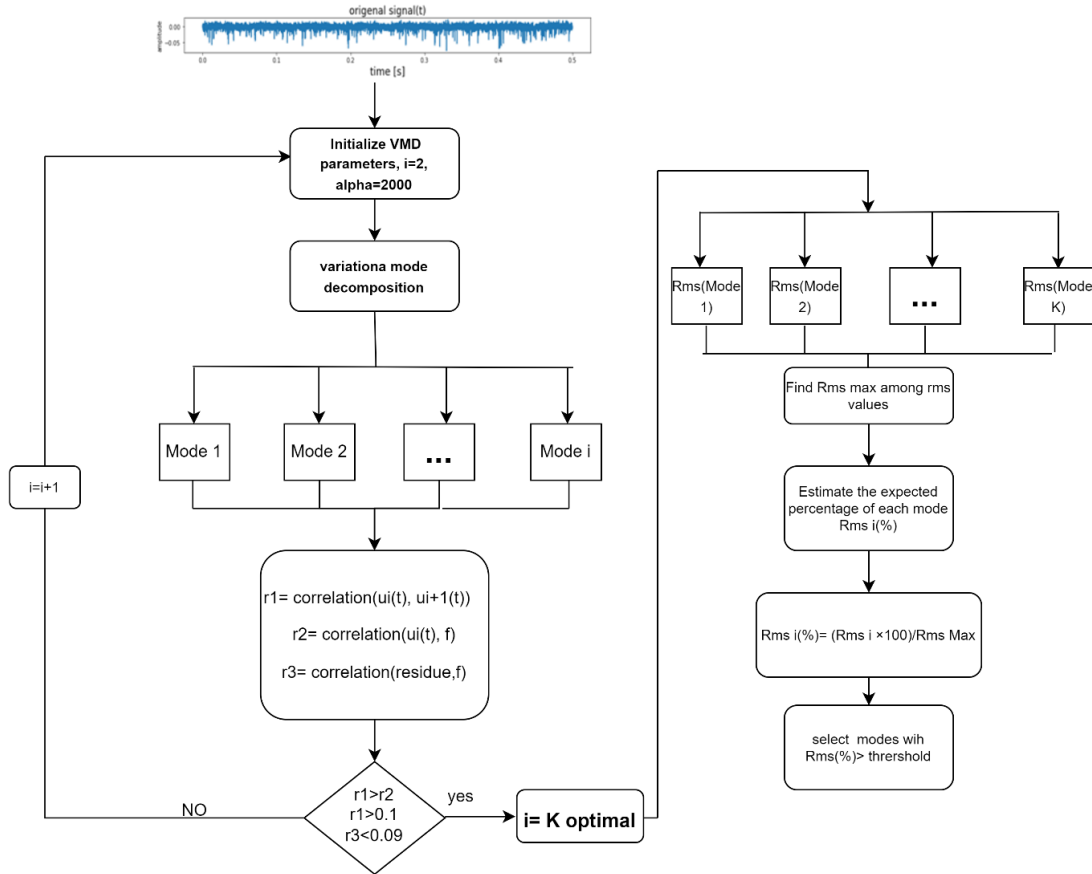 origenal signal(t)
amplitude
0.00
−0.05
0.0
0.1
0.2
0.3
0.4
0.5
time [s]
Initialize VMD
parameters, i=2,
alpha=2000
variationa mode
decomposition
Mode 1
Mode 2
...
Mode i
i=i+1
r1= correlation(ui(t), ui+1(t))
r2= correlation(ui(t), f)
r3= correlation(residue,f)
r1>r2
r1>0.1
r3<0.09
NO
yes
i= K optimal
Rms(Mode
1)
Rms(Mode
2)
...
Rms(Mode
K)
Find Rms max among rms
values
Estimate the expected
percentage of each mode
Rms i(%)
Rms i(%)= (Rms i ×100)/Rms Max
select modes wih
Rms(%)> thrershold